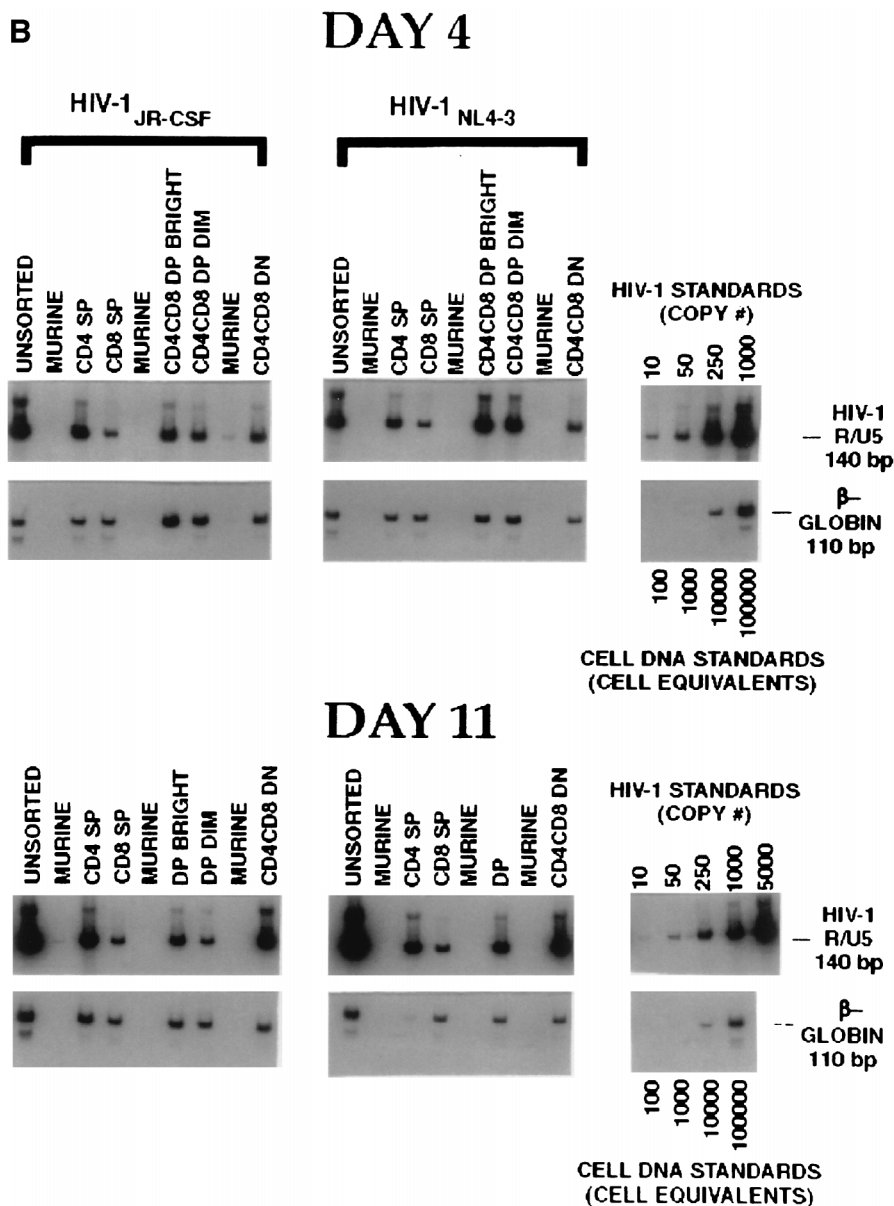 B
DAY 4
HIV-1 JR-CSF
HIV-1 NL4-3
UNSORTED
MURINE
CD4 SP
CD8 SP
MURINE
CD4CD8 DP BRIGHT
CD4CD8 DP DIM
MURINE
CD4CD8 DN
UNSORTED
MURINE
CD4 SP
CD8 SP
MURINE
CD4CD8 DP BRIGHT
CD4CD8 DP DIM
MURINE
CD4CD8 DN
HIV-1 STANDARDS
(COPY #)
10
50
250
1000
HIV-1
R/U5
140 bp
β–
GLOBIN
110 bp
100
1000
10000
100000
CELL DNA STANDARDS
(CELL EQUIVALENTS)
DAY 11
UNSORTED
MURINE
CD4 SP
CD8 SP
MURINE
DP BRIGHT
DP DIM
MURINE
CD4CD8 DN
UNSORTED
MURINE
CD4 SP
CD8 SP
MURINE
DP
MURINE
CD4CD8 DN
HIV-1 STANDARDS
(COPY #)
10
50
250
1000
5000
HIV-1
R/U5
140 bp
β–
GLOBIN
110 bp
100
1000
10000
100000
CELL DNA STANDARDS
(CELL EQUIVALENTS)